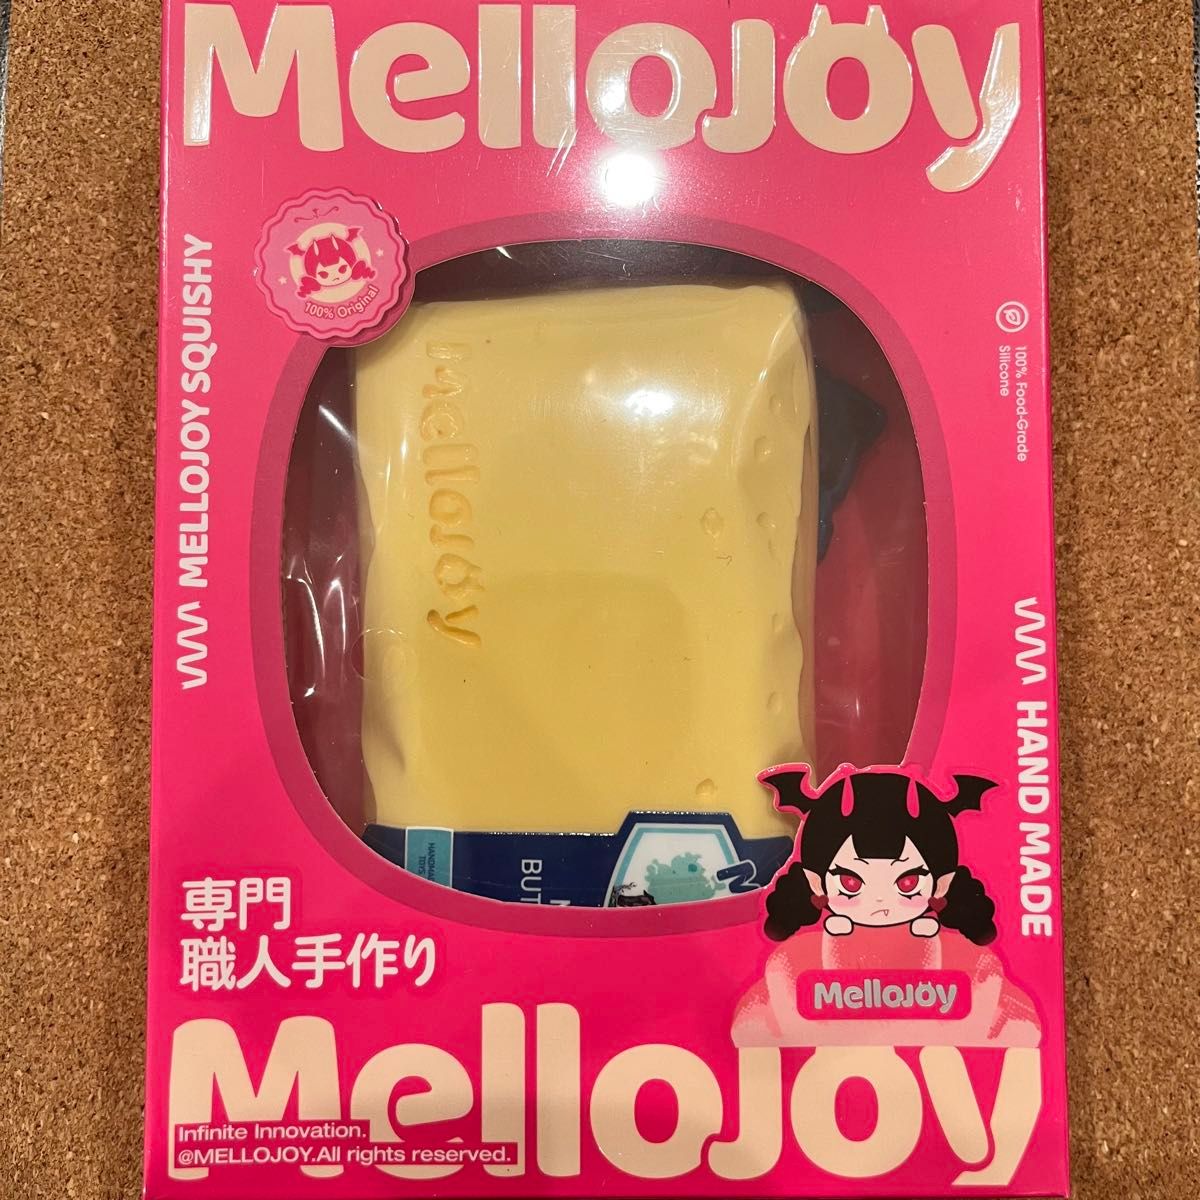 Mellojoy
100% Original
MELLOJOY SQUISHY
100% Food-Grade
Silicone
Mellojoy
HAND MADE
BUT
専門
職人手作り
Mellojoy
Mellojoy
Infinite Innovation.
@MELLOJOY.All rights reserved.